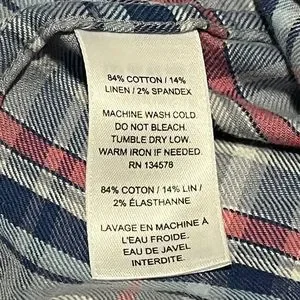 84% COTTON / 14%
LINEN / 2% SPANDEX
MACHINE WASH COLD
DO NOT BLEACH.
TUMBLE DRY LOW.
WARM IRON IF NEEDED.
RN 134578
84% COTON / 14% LIN /
2% ÉLASTHANNE
LAVAGE EN MACHINE À
L'EAU FROIDE.
EAU DE JAVEL
INTERDITE.